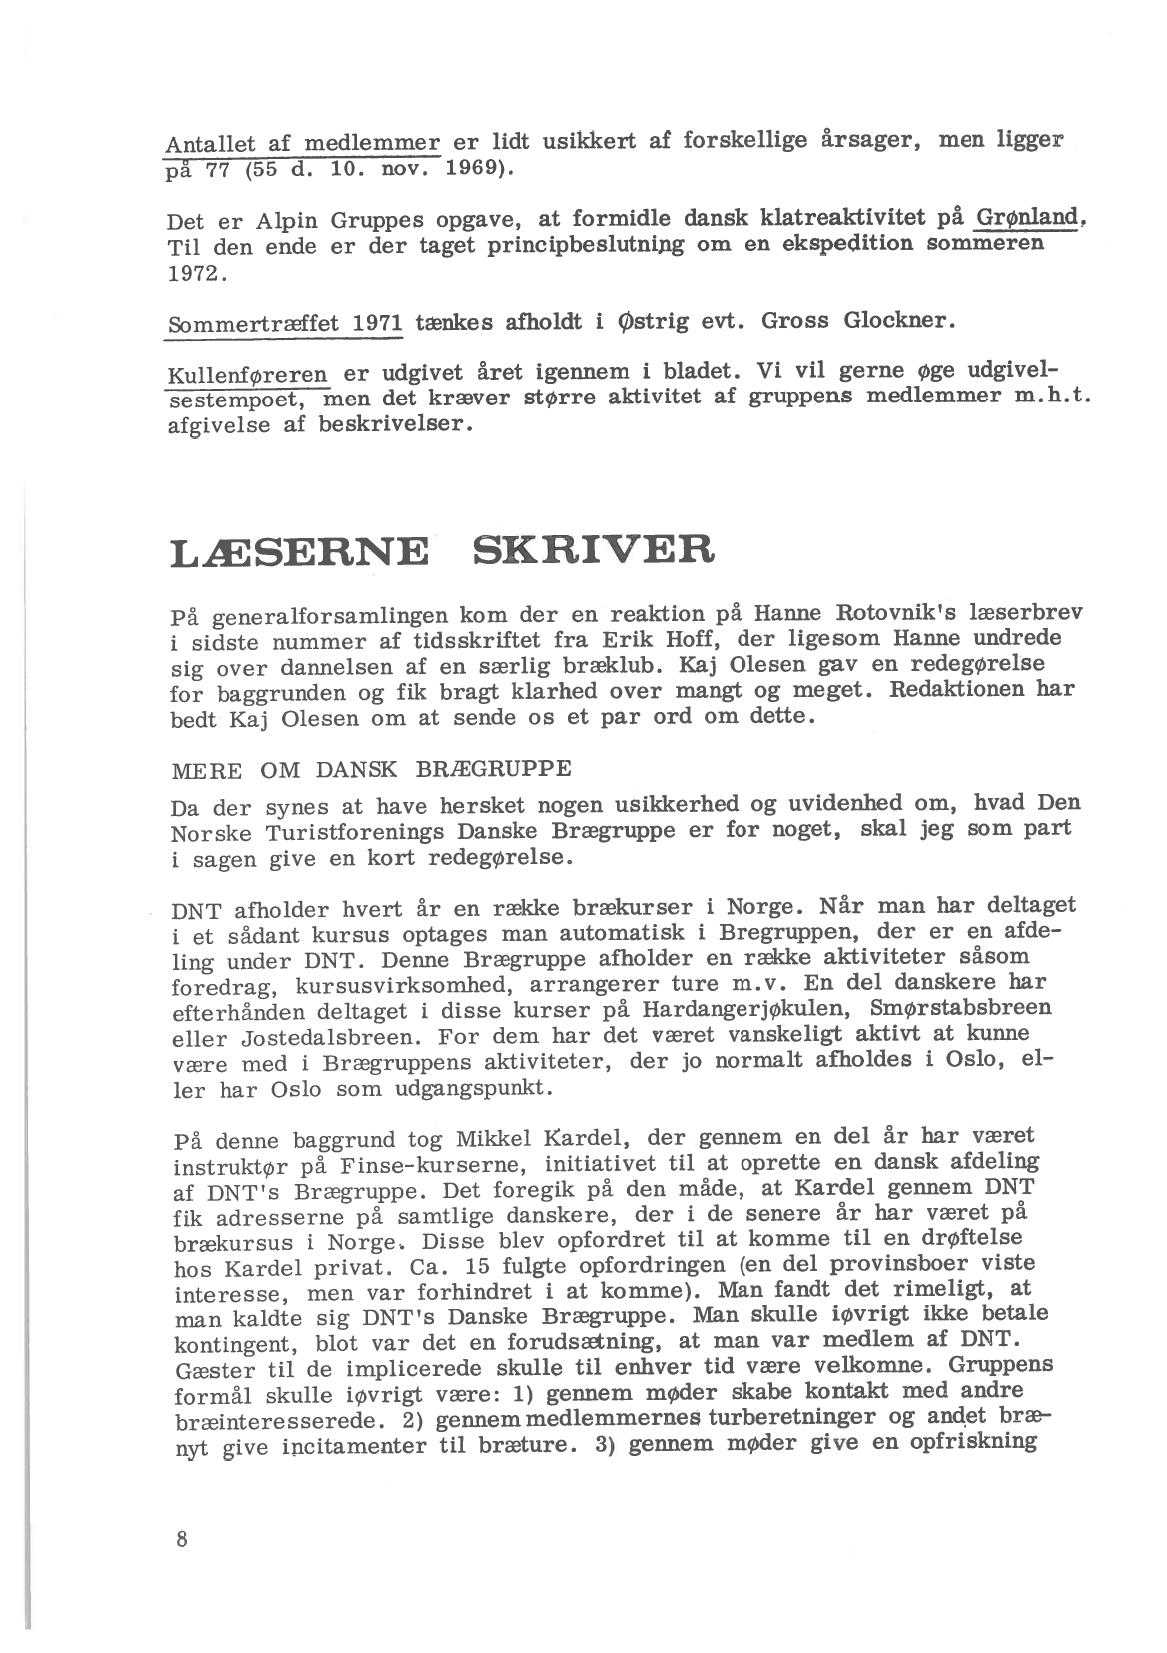 Antallet af medlemmer er lidt usikkert af forskellige årsager, men ligger
på 77 (55 d. 10. nov. 1969).
Det er Alpin Gruppes opgave, at formidle dansk klatreaktivitet på Grønland.
Til den ende er der taget principbeslutning om en ekspedition sommeren
1972.
Sommertræffet 1971 tænkes afholdt i Østrig evt. Gross Glockner.
Kullenføreren er udgivet året igennem i bladet. Vi vil gerne øge udgivel-
sestempoet, men det kræver større aktivitet af gruppens medlemmer m.h.t.
afgivelse af beskrivelser.
LÆSERNE SKRIVER
På generalforsamlingen kom der en reaktion på Hanne Rotovnik's læserbrev
i sidste nummer af tidsskriftet fra Erik Hoff, der ligesom Hanne undrede
sig over dannelsen af en særlig bræklub. Kaj Olesen gav en redegørelse
for baggrunden og fik bragt klarhed over mangt og meget. Redaktionen har
bedt Kaj Olesen om at sende os et par ord om dette.
MERE OM DANSK BRÆGRUPPE
Da der synes at have hersket nogen usikkerhed og uvidenhed om, hvad Den
Norske Turistforenings Danske Brægruppe er for noget, skal jeg som part
i sagen give en kort redegørelse.
DNT afholder hvert år en række brækurser i Norge. Når man har deltaget
i et sådant kursus optages man automatisk i Bregruppen, der er en afde-
ling under DNT. Denne Brægruppe afholder en række aktiviteter såsom
foredrag, kursusvirksomhed, arrangerer ture m.v. En del danskere har
efterhånden deltaget i disse kurser på Hardangerjøkulen, Smørstabsbreen
eller Jostedalsbreen. For dem har det været vanskeligt aktivt at kunne
være med i Brægruppens aktiviteter, der jo normalt afholdes i Oslo, el-
ler har Oslo som udgangspunkt.
På denne baggrund tog Mikkel Kardel, der gennem en del år har været
instruktør på Finse-kurserne, initiativet til at oprette en dansk afdeling
af DNT's Brægruppe. Det foregik på den måde, at Kardel gennem DNT
fik adresserne på samtlige danskere, der i de senere år har været på
brækursus i Norge. Disse blev opfordret til at komme til en drøftelse
hos Kardel privat. Ca. 15 fulgte opfordringen (en del provinsboer viste
interesse, men var forhindret i at komme). Man fandt det rimeligt, at
man kaldte sig DNT's Danske Brægruppe. Man skulle iøvrigt ikke betale
kontingent, blot var det en forudsætning, at man var medlem af DNT.
Gæster til de implicerede skulle til enhver tid være velkomne. Gruppens
formål skulle iøvrigt være: 1) gennem møder skabe kontakt med andre
bræinteresserede. 2) gennem medlemmernes turberetninger og andet bræ-
nyt give incitamenter til bræture. 3) gennem møder give en opfriskning
8